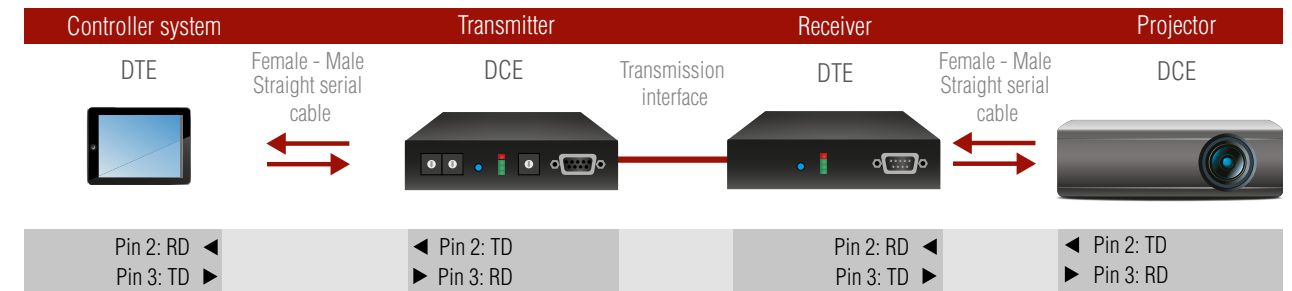 Controller system Transmitter Receiver Projector
DTE Female - Male Straight serial cable DCE Transmission interface DTE Female - Male Straight serial cable DCE
Pin 2: RD ◄ ◄ Pin 2: TD Pin 2: RD ◄ ◄ Pin 2: TD
Pin 3: TD ► ► Pin 3: RD Pin 3: TD ► ► Pin 3: RD